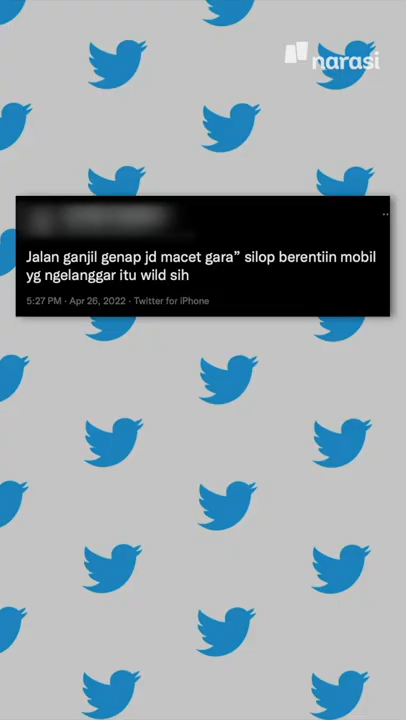 narasi
Jalan ganjil genap jd macet gara” silop berentiin mobil
yg ngelanggar itu wild sih
5:27 PM · Apr 26, 2022 · Twitter for iPhone